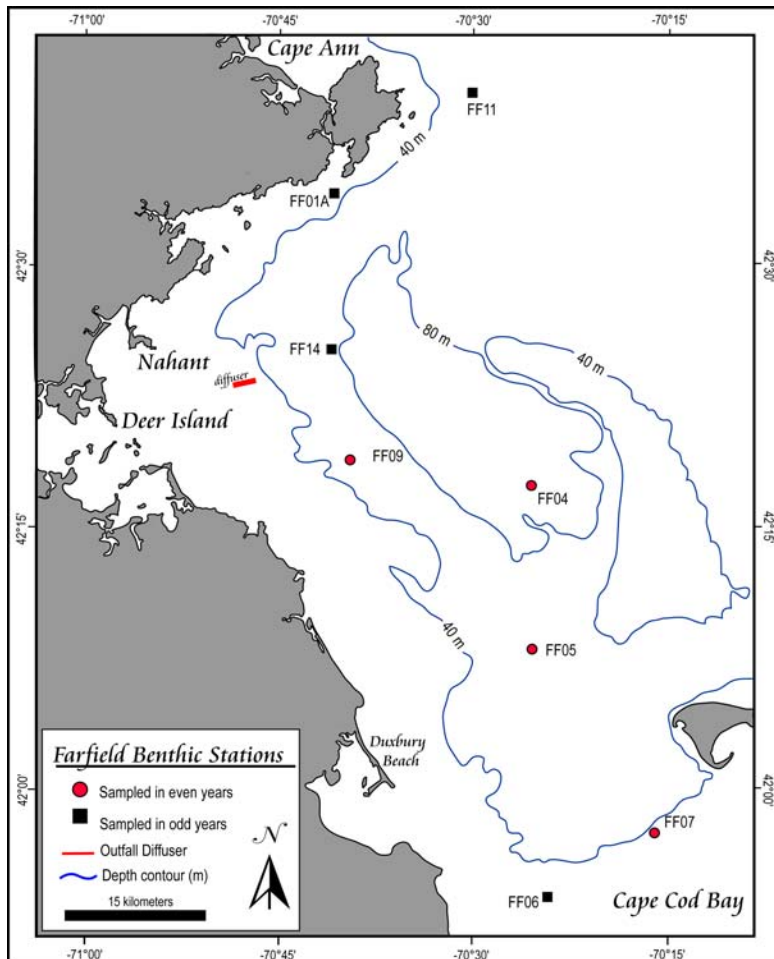 -71°00'
-70°45'
-70°30'
-70°15'
Cape Ann
FF11
40 m
FF01A
42°30'
42°30'
80 m
40 m
FF14
Nahant
diffuser
Deer Island
FF09
FF04
42°15'
42°15'
40 m
FF05
Farfield Benthic Stations
Sampled in even years
Sampled in odd years
Outfall Diffuser
Depth contour (m)
15 kilometers
N
Duxbury
Beach
42°00'
42°00'
FF07
FF06
Cape Cod Bay
-71°00'
-70°45'
-70°30'
-70°15'